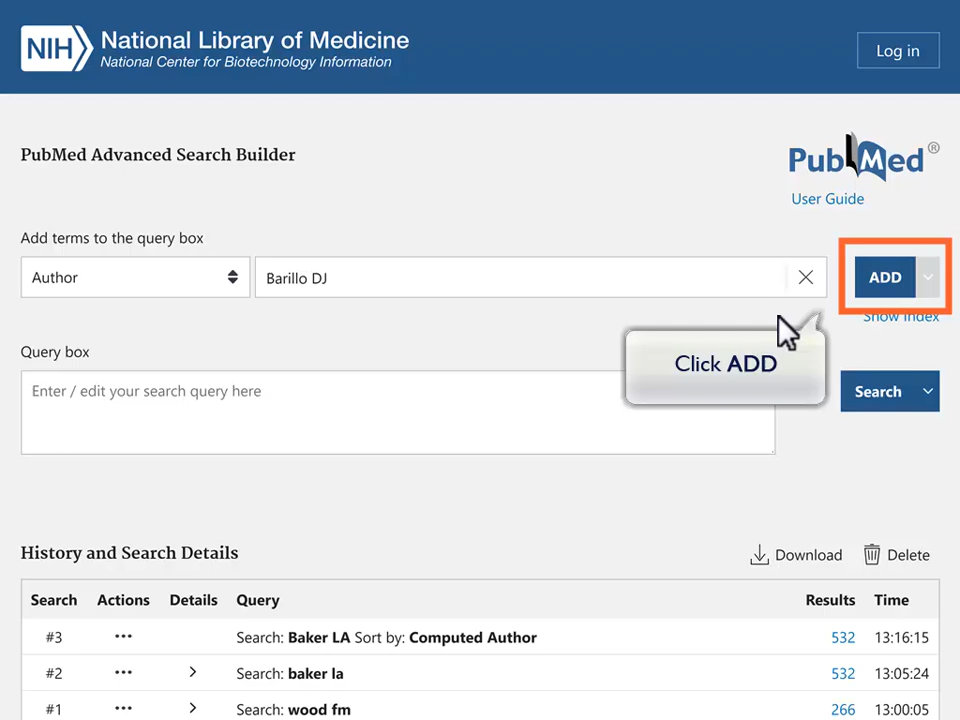 NIH National Library of Medicine
National Center for Biotechnology Information
Log in
PubMed Advanced Search Builder
PubMed®
User Guide
Add terms to the query box
Author Barillo DJ ADD
Show Index
Query box
Click ADD
Enter / edit your search query here
Search
History and Search Details
Download Delete
Search Actions Details Query Results Time
#3 ••• Search: Baker LA Sort by: Computed Author 532 13:16:15
#2 ••• Search: baker la 532 13:05:24
#1 ••• Search: wood fm 266 13:00:05